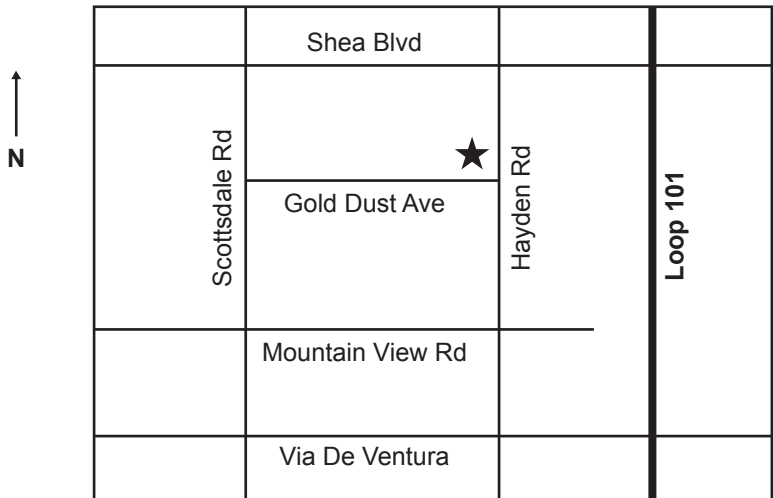 Shea Blvd
N
Scottsdale Rd
Hayden Rd
Loop 101
Gold Dust Ave
Mountain View Rd
Via De Ventura